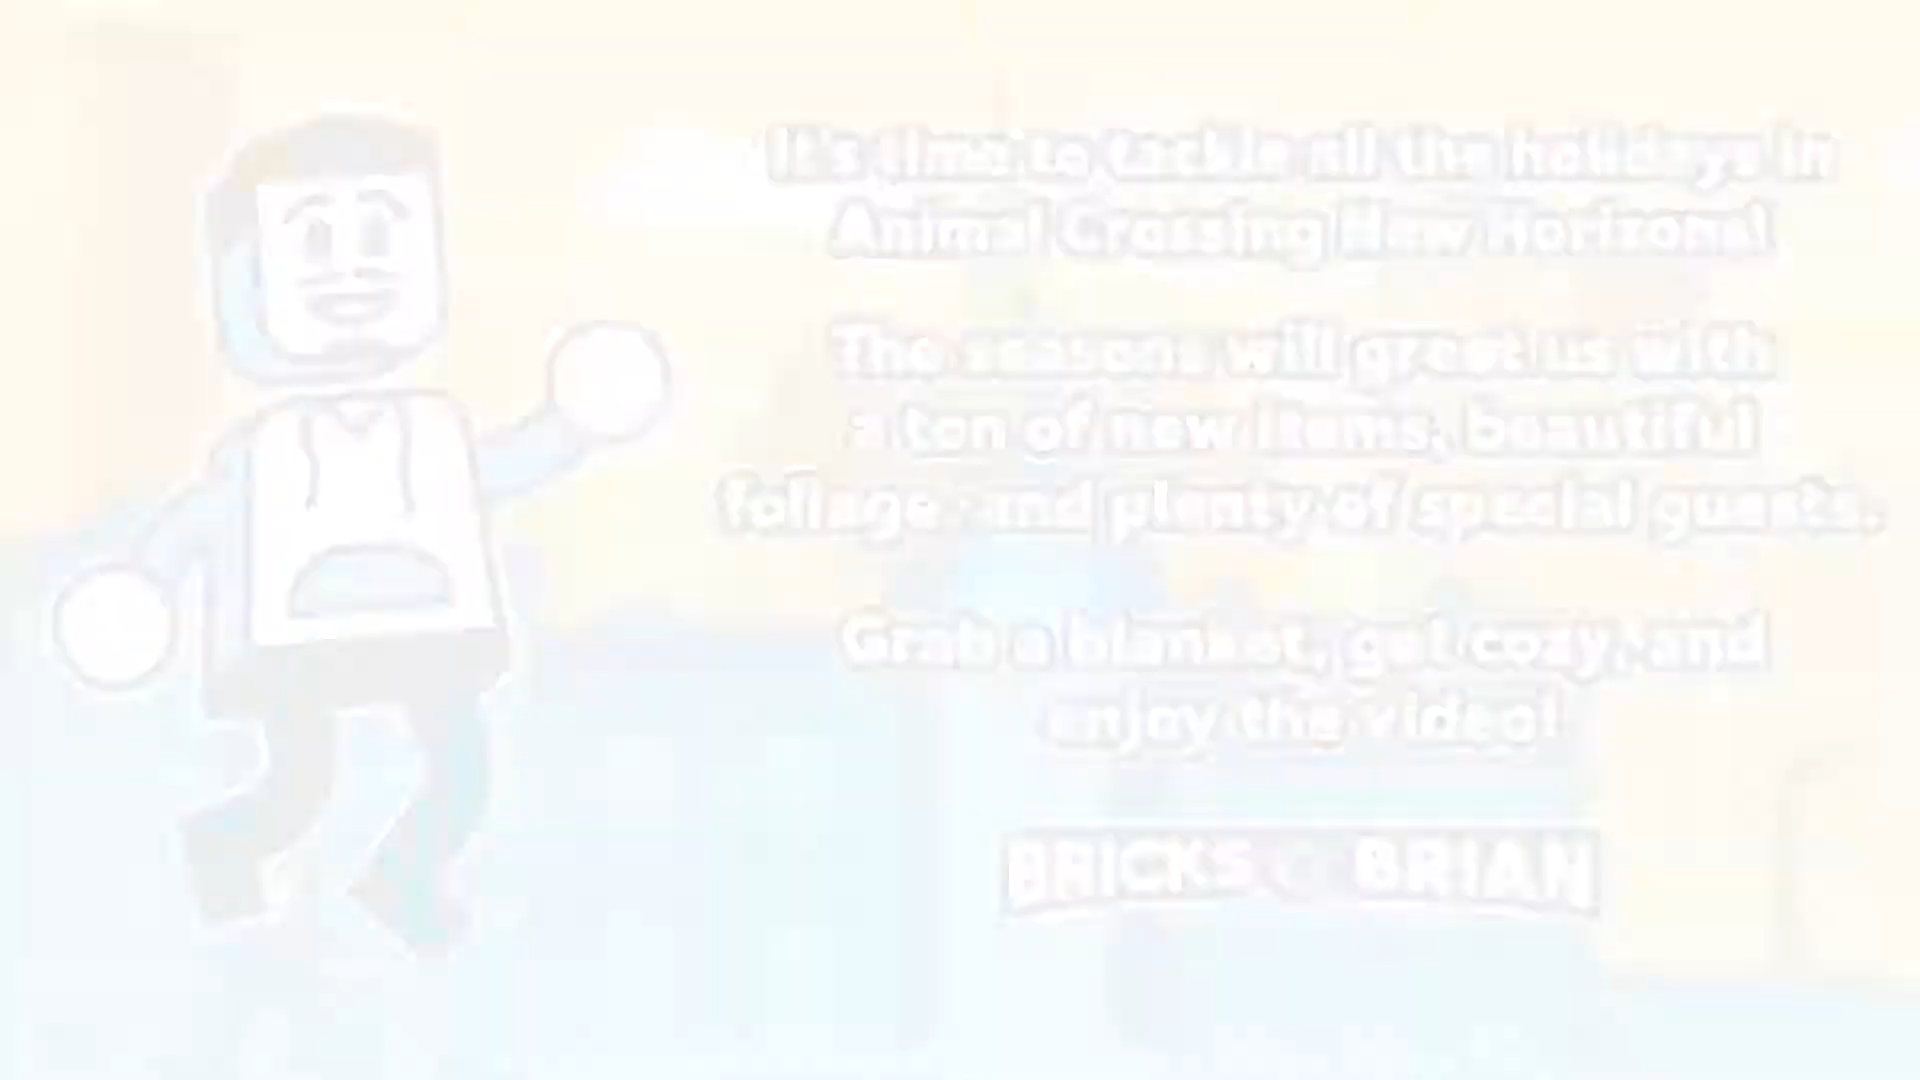 It's time to tackle all the holidays in
Animal Crossing New Horizons!
The seasons will greet us with
a ton of new items, beautiful
foliage and plenty of special guests.
Grab a blanket, get cozy, and
enjoy the video!
BRICKS O' BRIAN